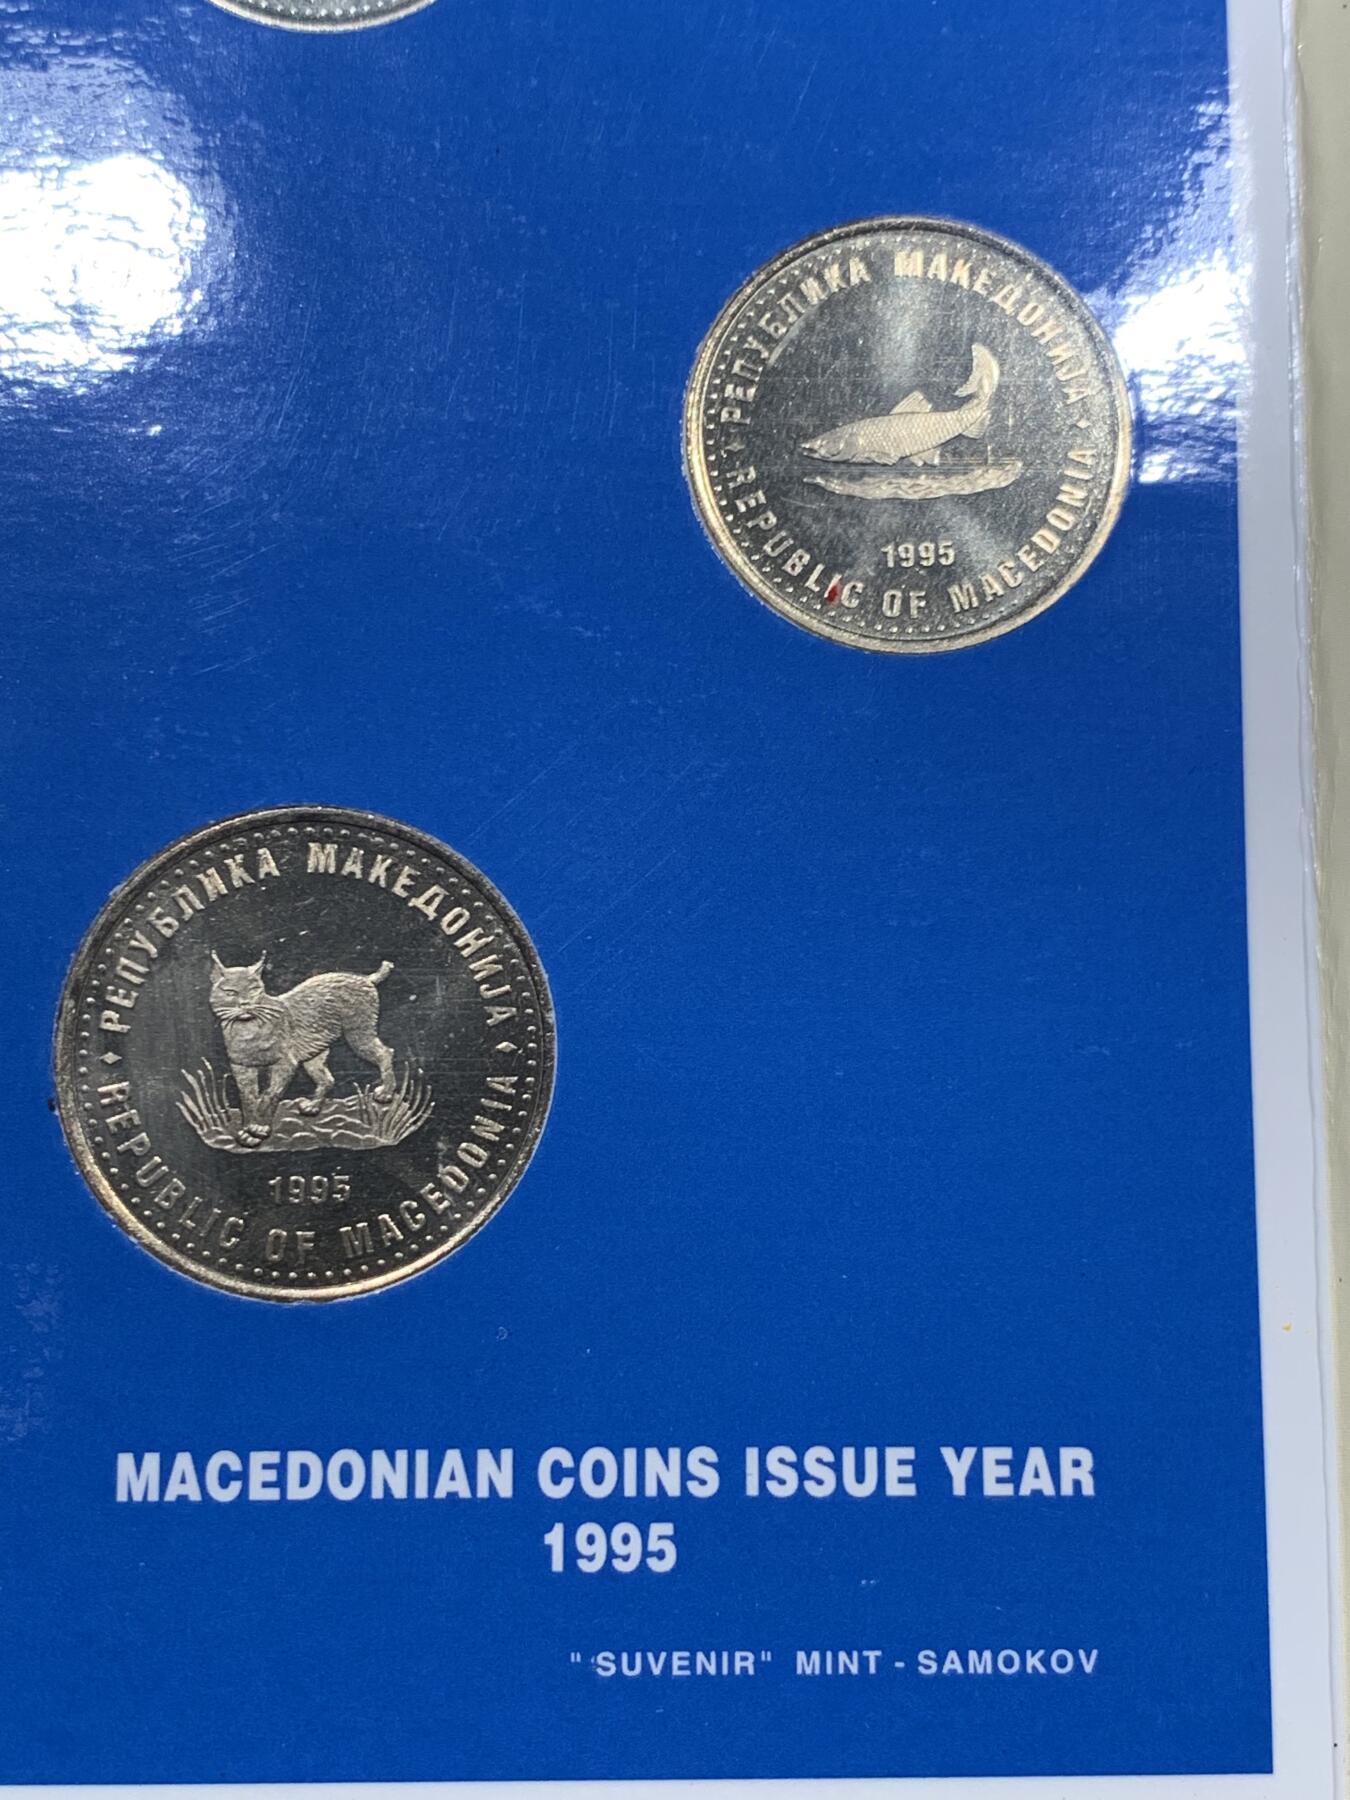 РЕПУБЛИКА МАКЕДОНИЈА
1995
REPUBLIC OF MACEDONIA
РЕПУБЛИКА МАКЕДОНИЈА
1995
REPUBLIC OF MACEDONIA
MACEDONIAN COINS ISSUE YEAR
1995
"SUVENIR" MINT - SAMOKOV